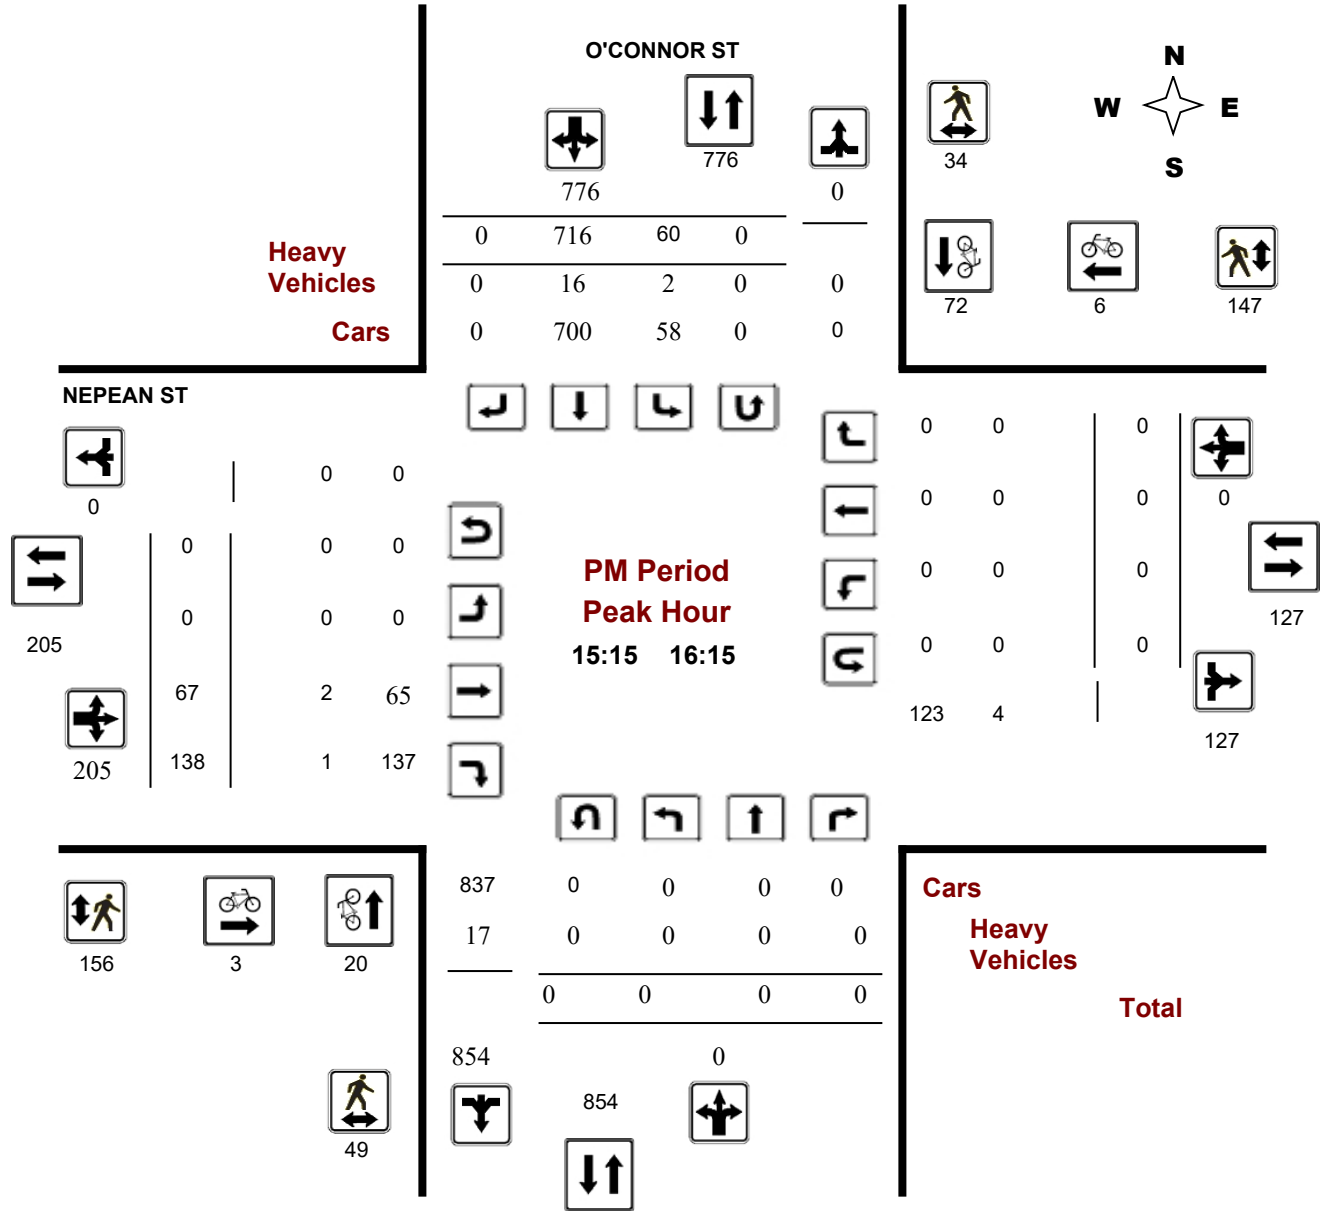 O'CONNOR ST
N
W E
S
776
34
776 0
0 716 60 0
Heavy
Vehicles
0 16 2 0 0
72 6 147
Cars
0 700 58 0 0
NEPEAN ST
0 0 0
0 0
0
0 0 0 0
0 0 0
0 0 0
PM Period
Peak Hour
0 0 0
127
205
15:15 16:15
0 0 0
67 2 65
123 4
127
205
138 1 137
837 0 0 0 0
Cars
17 0 0 0 0
Heavy
Vehicles
156 3 20
0 0 0 0
Total
854 0
854
49